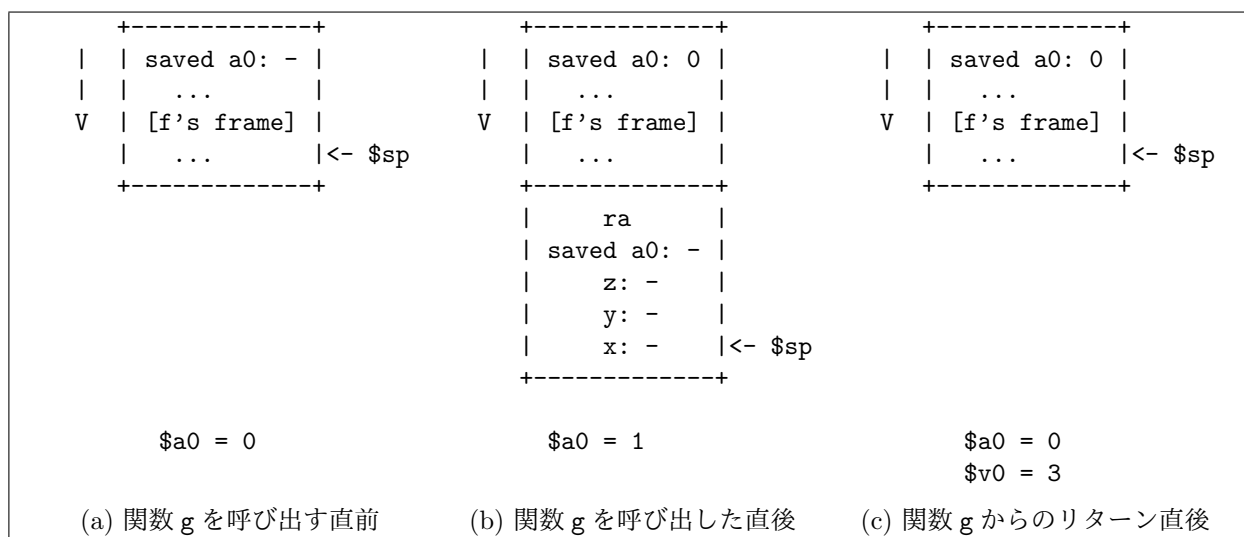 +-------------+ +-------------+ +-------------+
| | saved a0: - | | | saved a0: 0 | | | saved a0: 0 |
| | ... | | | ... | | | ... |
V | [f's frame] | V | [f's frame] | V | [f's frame] |
| ... |<- $sp | ... | | ... |<- $sp
+-------------+ +-------------+ +-------------+
| ra |
| saved a0: - |
| z: - |
| y: - |
| x: - |<- $sp
+-------------+
$a0 = 0 $a0 = 1 $a0 = 0
$v0 = 3
(a) 関数 g を呼び出す直前 (b) 関数 g を呼び出した直後 (c) 関数 g からのリターン直後